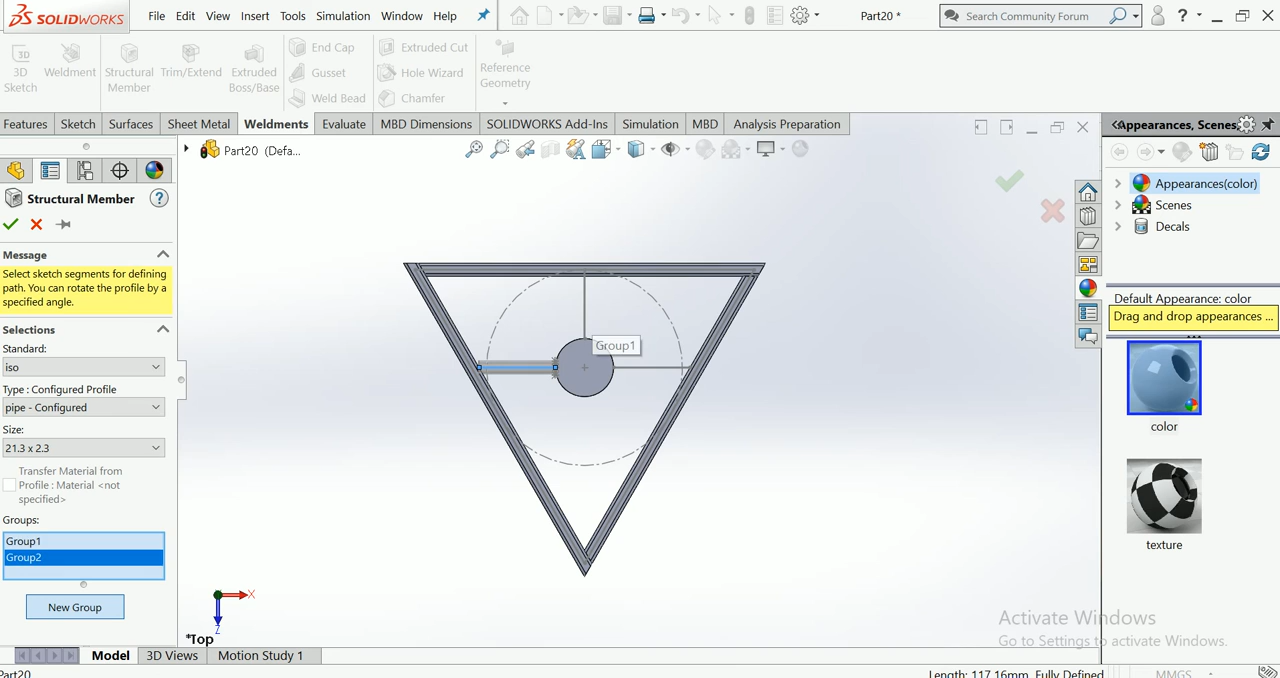 SOLIDWORKS
File Edit View Insert Tools Simulation Window Help
Part20 *
Search Community Forum
3D Sketch
Weldment
Structural Member
Trim/Extend
Extruded Boss/Base
End Cap
Gusset
Weld Bead
Extruded Cut
Hole Wizard
Chamfer
Reference Geometry
Features Sketch Surfaces Sheet Metal Weldments Evaluate MBD Dimensions SOLIDWORKS Add-Ins Simulation MBD Analysis Preparation
Part20 (Defa...
Structural Member
Message
Select sketch segments for defining
path. You can rotate the profile by a
specified angle.
Selections
Standard:
iso
Type : Configured Profile
pipe - Configured
Size:
21.3 x 2.3
Transfer Material from
Profile : Material <not
specified>
Groups:
Group1
Group2
New Group
Group1
X
Z
*Top
Appearances, Scenes
Appearances(color)
Scenes
Decals
Default Appearance: color
Drag and drop appearances ...
color
texture
Activate Windows
Go to Settings to activate Windows.
Model 3D Views Motion Study 1
Part20
Length: 117.16mm Fully Defined
MMGS